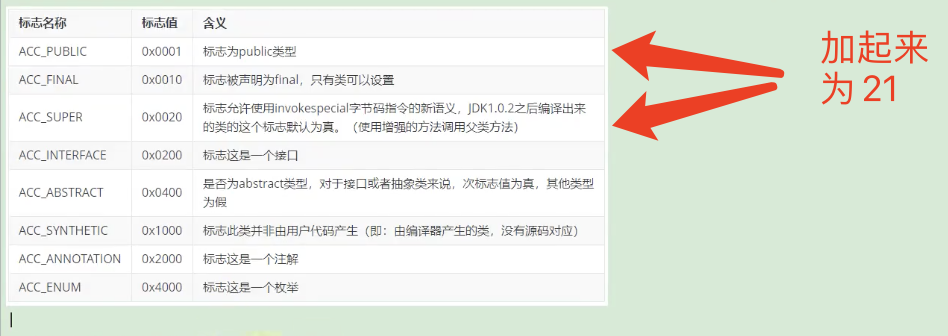 标志名称 标志值 含义
ACC_PUBLIC 0x0001 标志为public类型
ACC_FINAL 0x0010 标志被声明为final，只有类可以设置
ACC_SUPER 0x0020 标志允许使用invokespecial字节码指令的新语义，JDK1.0.2之后编译出来
的类的这个标志默认为真。（使用增强的方法调用父类方法）
ACC_INTERFACE 0x0200 标志这是一个接口
ACC_ABSTRACT 0x0400 是否为abstract类型，对于接口或者抽象类来说，次标志值为真，其他类型
为假
ACC_SYNTHETIC 0x1000 标志此类并非由用户代码产生（即：由编译器产生的类，没有源码对应）
ACC_ANNOTATION 0x2000 标志这是一个注解
ACC_ENUM 0x4000 标志这是一个枚举
加起来
为 21